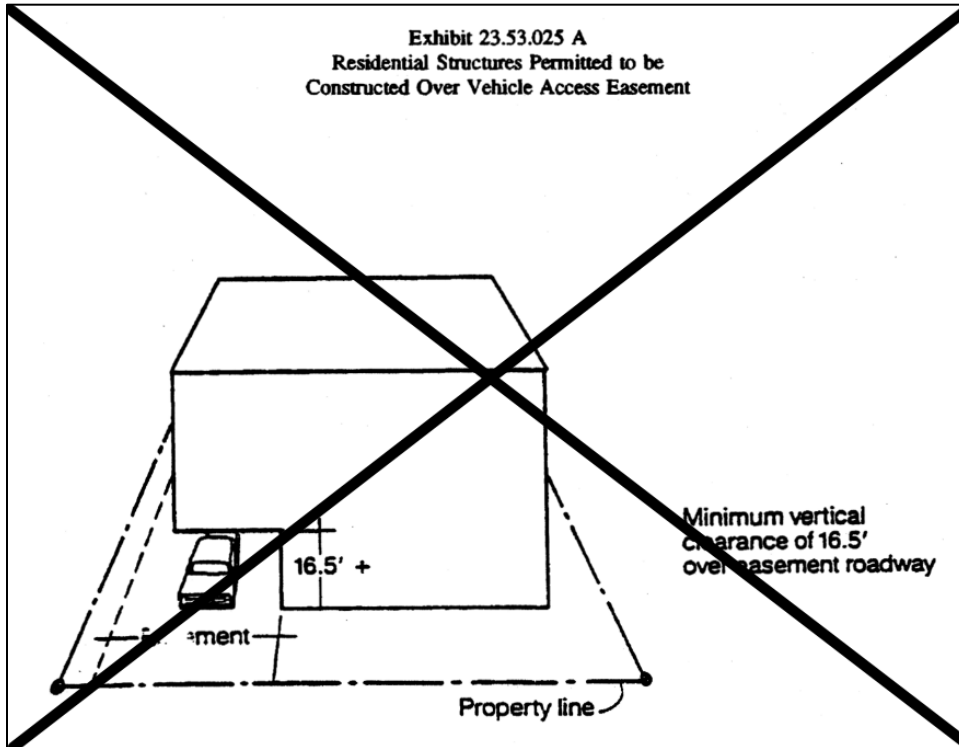 Exhibit 23.53.025 A
Residential Structures Permitted to be
Constructed Over Vehicle Access Easement
Minimum vertical
clearance of 16.5'
over easement roadway
16.5' +
Property line